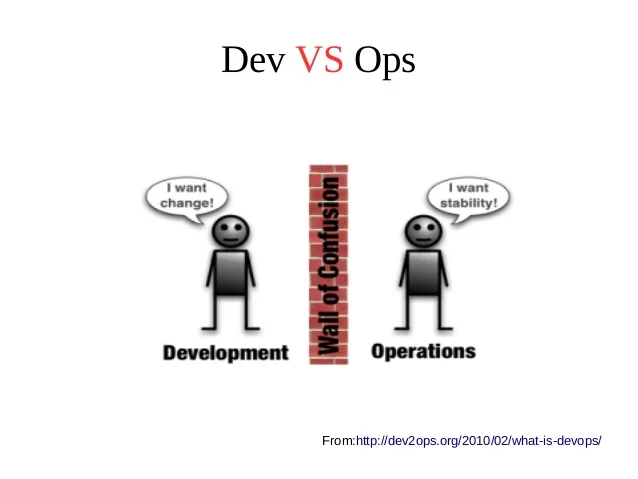 Dev VS Ops
I want
change!
I want
stability!
Wall of Confusion
Development
Operations
From:http://dev2ops.org/2010/02/what-is-devops/